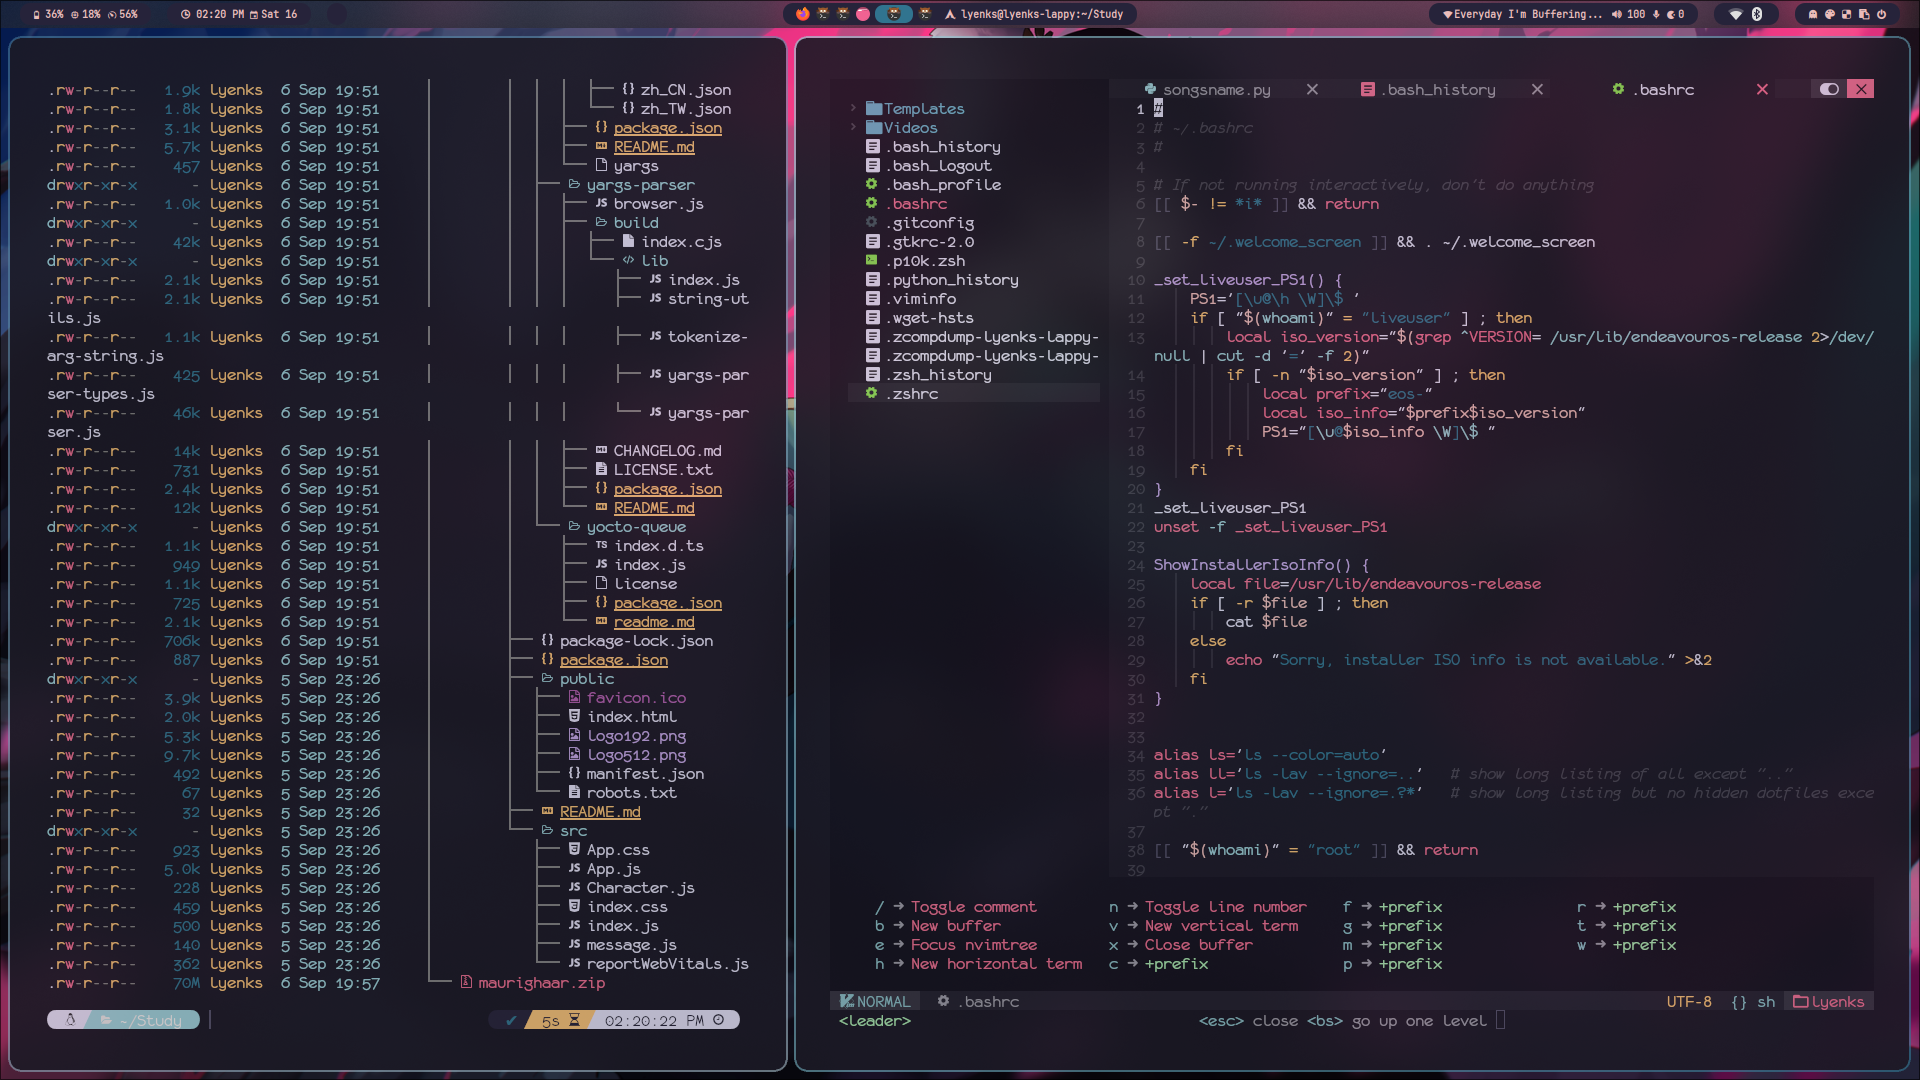 36% 18% 56% 02:20 PM Sat 16
lyenks@lyenks-lappy:~/Study
Everyday I'm Buffering... 100 0
.rw-r--r-- 1.9k lyenks 6 Sep 19:51 {} zh_CN.json
.rw-r--r-- 1.8k lyenks 6 Sep 19:51 {} zh_TW.json
.rw-r--r-- 3.1k lyenks 6 Sep 19:51 {} package.json
.rw-r--r-- 5.7k lyenks 6 Sep 19:51 README.md
.rw-r--r-- 457 lyenks 6 Sep 19:51 yargs
drwxr-xr-x - lyenks 6 Sep 19:51 yargs-parser
.rw-r--r-- 1.0k lyenks 6 Sep 19:51 JS browser.js
drwxr-xr-x - lyenks 6 Sep 19:51 build
.rw-r--r-- 42k lyenks 6 Sep 19:51 index.cjs
drwxr-xr-x - lyenks 6 Sep 19:51 </> lib
.rw-r--r-- 2.1k lyenks 6 Sep 19:51 JS index.js
.rw-r--r-- 2.1k lyenks 6 Sep 19:51 JS string-ut
ils.js
.rw-r--r-- 1.1k lyenks 6 Sep 19:51 JS tokenize-
arg-string.js
.rw-r--r-- 425 lyenks 6 Sep 19:51 JS yargs-par
ser-types.js
.rw-r--r-- 46k lyenks 6 Sep 19:51 JS yargs-par
ser.js
.rw-r--r-- 14k lyenks 6 Sep 19:51 CHANGELOG.md
.rw-r--r-- 731 lyenks 6 Sep 19:51 LICENSE.txt
.rw-r--r-- 2.4k lyenks 6 Sep 19:51 {} package.json
.rw-r--r-- 12k lyenks 6 Sep 19:51 README.md
drwxr-xr-x - lyenks 6 Sep 19:51 yocto-queue
.rw-r--r-- 1.1k lyenks 6 Sep 19:51 TS index.d.ts
.rw-r--r-- 949 lyenks 6 Sep 19:51 JS index.js
.rw-r--r-- 1.1k lyenks 6 Sep 19:51 license
.rw-r--r-- 725 lyenks 6 Sep 19:51 {} package.json
.rw-r--r-- 2.1k lyenks 6 Sep 19:51 readme.md
.rw-r--r-- 706k lyenks 6 Sep 19:51 {} package-lock.json
.rw-r--r-- 887 lyenks 6 Sep 19:51 {} package.json
drwxr-xr-x - lyenks 5 Sep 23:26 public
.rw-r--r-- 3.9k lyenks 5 Sep 23:26 favicon.ico
.rw-r--r-- 2.0k lyenks 5 Sep 23:26 index.html
.rw-r--r-- 5.3k lyenks 5 Sep 23:26 logo192.png
.rw-r--r-- 9.7k lyenks 5 Sep 23:26 logo512.png
.rw-r--r-- 492 lyenks 5 Sep 23:26 {} manifest.json
.rw-r--r-- 67 lyenks 5 Sep 23:26 robots.txt
.rw-r--r-- 32 lyenks 5 Sep 23:26 README.md
drwxr-xr-x - lyenks 5 Sep 23:26 src
.rw-r--r-- 923 lyenks 5 Sep 23:26 App.css
.rw-r--r-- 5.0k lyenks 5 Sep 23:26 JS App.js
.rw-r--r-- 228 lyenks 5 Sep 23:26 JS Character.js
.rw-r--r-- 459 lyenks 5 Sep 23:26 index.css
.rw-r--r-- 500 lyenks 5 Sep 23:26 JS index.js
.rw-r--r-- 140 lyenks 5 Sep 23:26 JS message.js
.rw-r--r-- 362 lyenks 5 Sep 23:26 JS reportWebVitals.js
.rw-r--r-- 70M lyenks 6 Sep 19:57 maurighaar.zip
~/Study ✔ 5s 02:20:22 PM
Templates
Videos
.bash_history
.bash_logout
.bash_profile
.bashrc
.gitconfig
.gtkrc-2.0
.p10k.zsh
.python_history
.viminfo
.wget-hsts
.zcompdump-lyenks-lappy-
.zcompdump-lyenks-lappy-
.zsh_history
.zshrc
songsname.py .bash_history .bashrc
1 #
2 # ~/.bashrc
3 #
4
5 # If not running interactively, don't do anything
6 [[ $- != *i* ]] && return
7
8 [[ -f ~/.welcome_screen ]] && . ~/.welcome_screen
9
10 _set_liveuser_PS1() {
11 PS1='[\u@\h \W]\$ '
12 if [ "$(whoami)" = "liveuser" ] ; then
13 local iso_version="$(grep ^VERSION= /usr/lib/endeavouros-release 2>/dev/
null | cut -d '=' -f 2)"
14 if [ -n "$iso_version" ] ; then
15 local prefix="eos-"
16 local iso_info="$prefix$iso_version"
17 PS1="[\u@$iso_info \W]\$ "
18 fi
19 fi
20 }
21 _set_liveuser_PS1
22 unset -f _set_liveuser_PS1
23
24 ShowInstallerIsoInfo() {
25 local file=/usr/lib/endeavouros-release
26 if [ -r $file ] ; then
27 cat $file
28 else
29 echo "Sorry, installer ISO info is not available." >&2
30 fi
31 }
32
33
34 alias ls='ls --color=auto'
35 alias ll='ls -lav --ignore=..' # show long listing of all except ".."
36 alias l='ls -lav --ignore=.?*' # show long listing but no hidden dotfiles exce
pt "."
37
38 [[ "$(whoami)" = "root" ]] && return
39
/ → Toggle comment n → Toggle line number f → +prefix r → +prefix
b → New buffer v → New vertical term g → +prefix t → +prefix
e → Focus nvimtree x → Close buffer m → +prefix w → +prefix
h → New horizontal term c → +prefix p → +prefix
NORMAL .bashrc UTF-8 {} sh lyenks
<leader> <esc> close <bs> go up one level